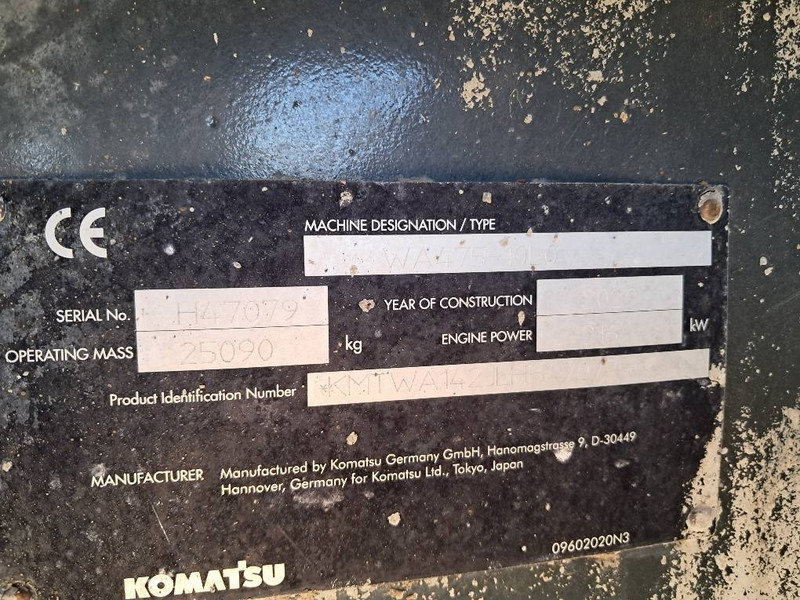 CE
MACHINE DESIGNATION / TYPE
SERIAL No. H47079
YEAR OF CONSTRUCTION
OPERATING MASS 25090 kg
ENGINE POWER kW
Product Identification Number
MANUFACTURER Manufactured by Komatsu Germany GmbH, Hanomagstrasse 9, D-30449
Hannover, Germany for Komatsu Ltd., Tokyo, Japan
09602020N3
KOMATSU